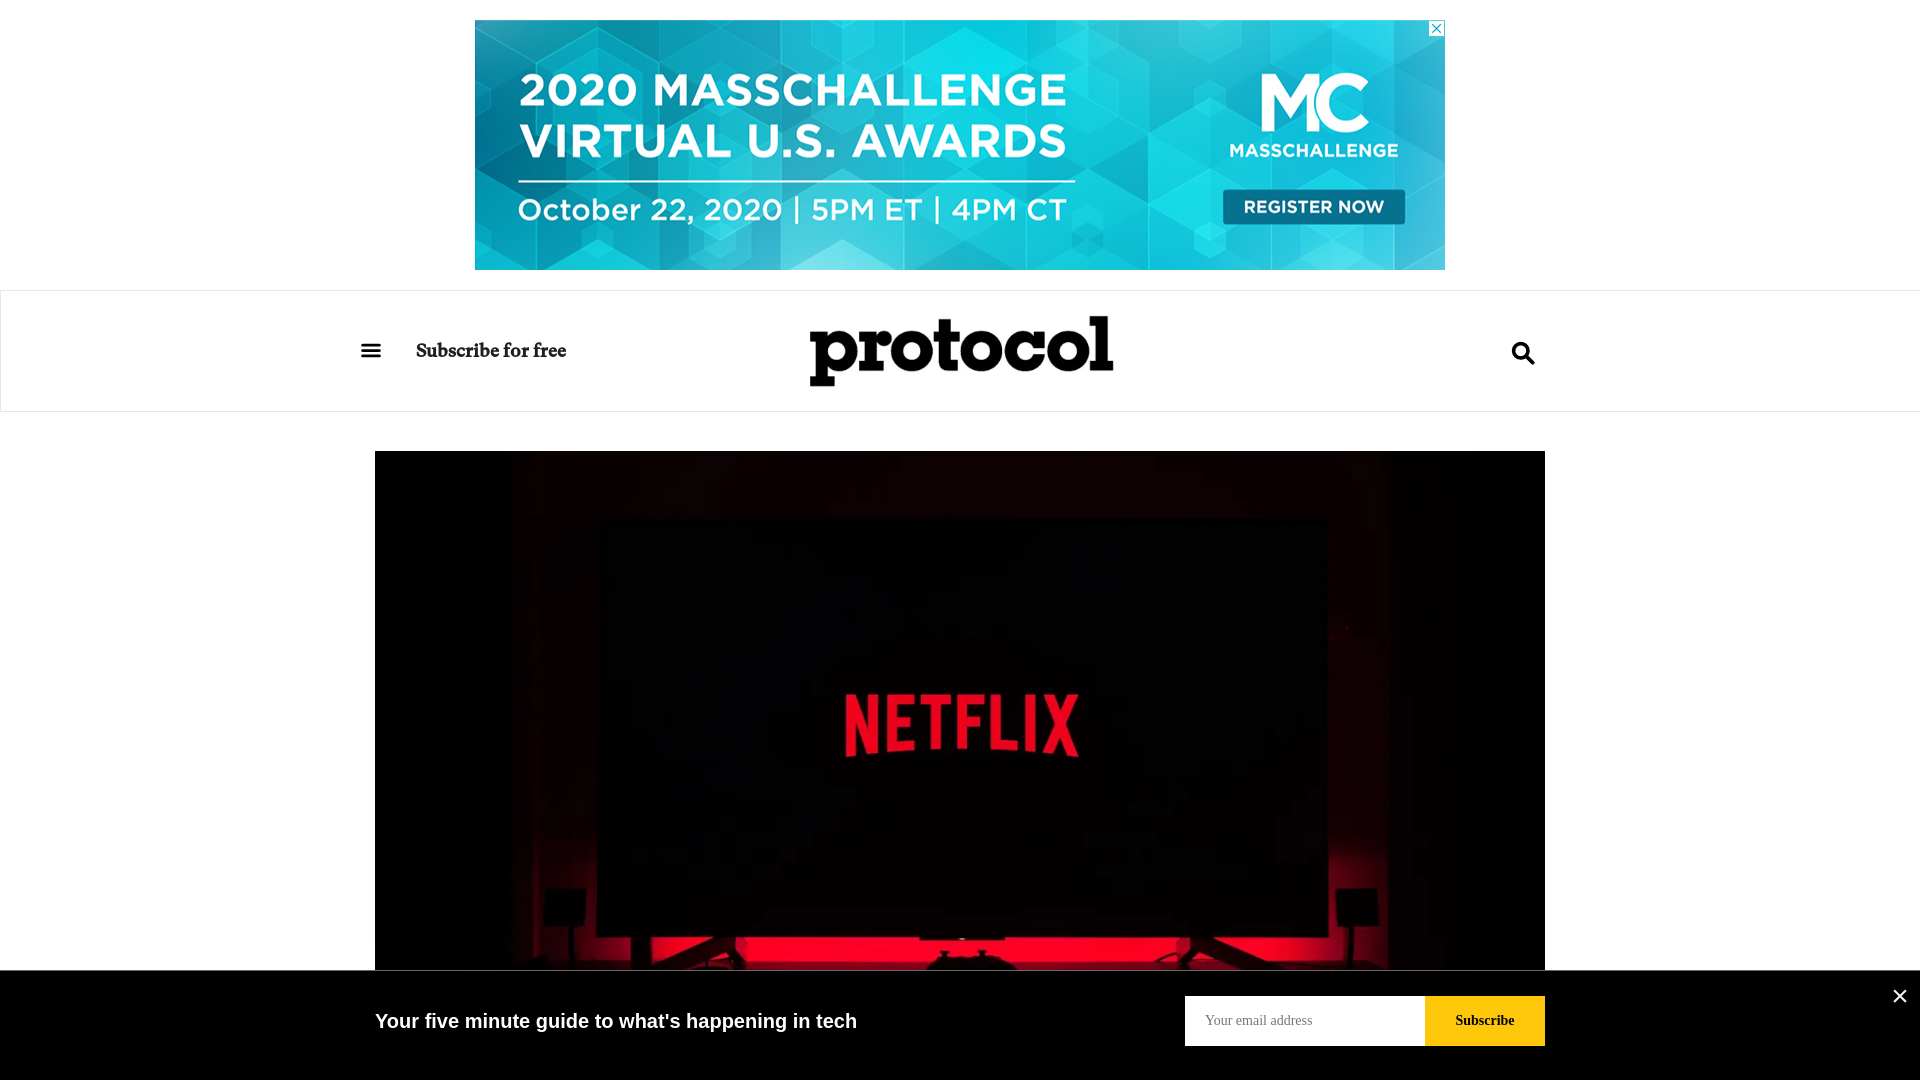 2020 MASSCHALLENGE
VIRTUAL U.S. AWARDS
October 22, 2020 | 5PM ET | 4PM CT
MC
MASSCHALLENGE
REGISTER NOW
Subscribe for free
protocol
NETFLIX
Your five minute guide to what's happening in tech
Your email address
Subscribe